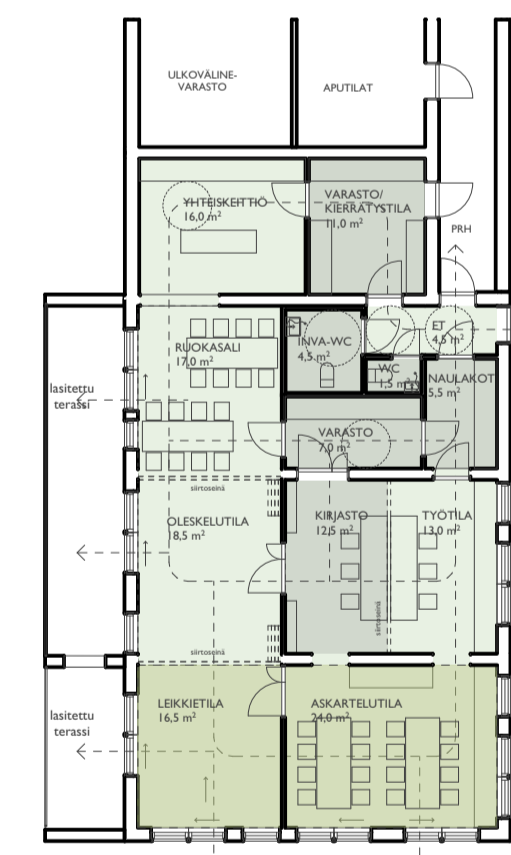 ULKOVÄLINE-
VARASTO
APUTILAT
YHTEISKEITTIÖ
16,0 m²
VARASTO/
KIERRÄTYSTILA
11,0 m²
PRH
ET
4,5 m²
RUOKASALI
17,0 m²
INVA-WC
4,5 m²
WC
1,5 m²
NAULAKOT
5,5 m²
lasitettu
terassi
VARASTO
7,0 m²
siirtoseinä
OLESKELUTILA
18,5 m²
KIRJASTO
12,5 m²
TYÖTILA
13,0 m²
siirtoseinä
siirtoseinä
LEIKKIETILA
16,5 m²
ASKARTELUTILA
24,0 m²
lasitettu
terassi